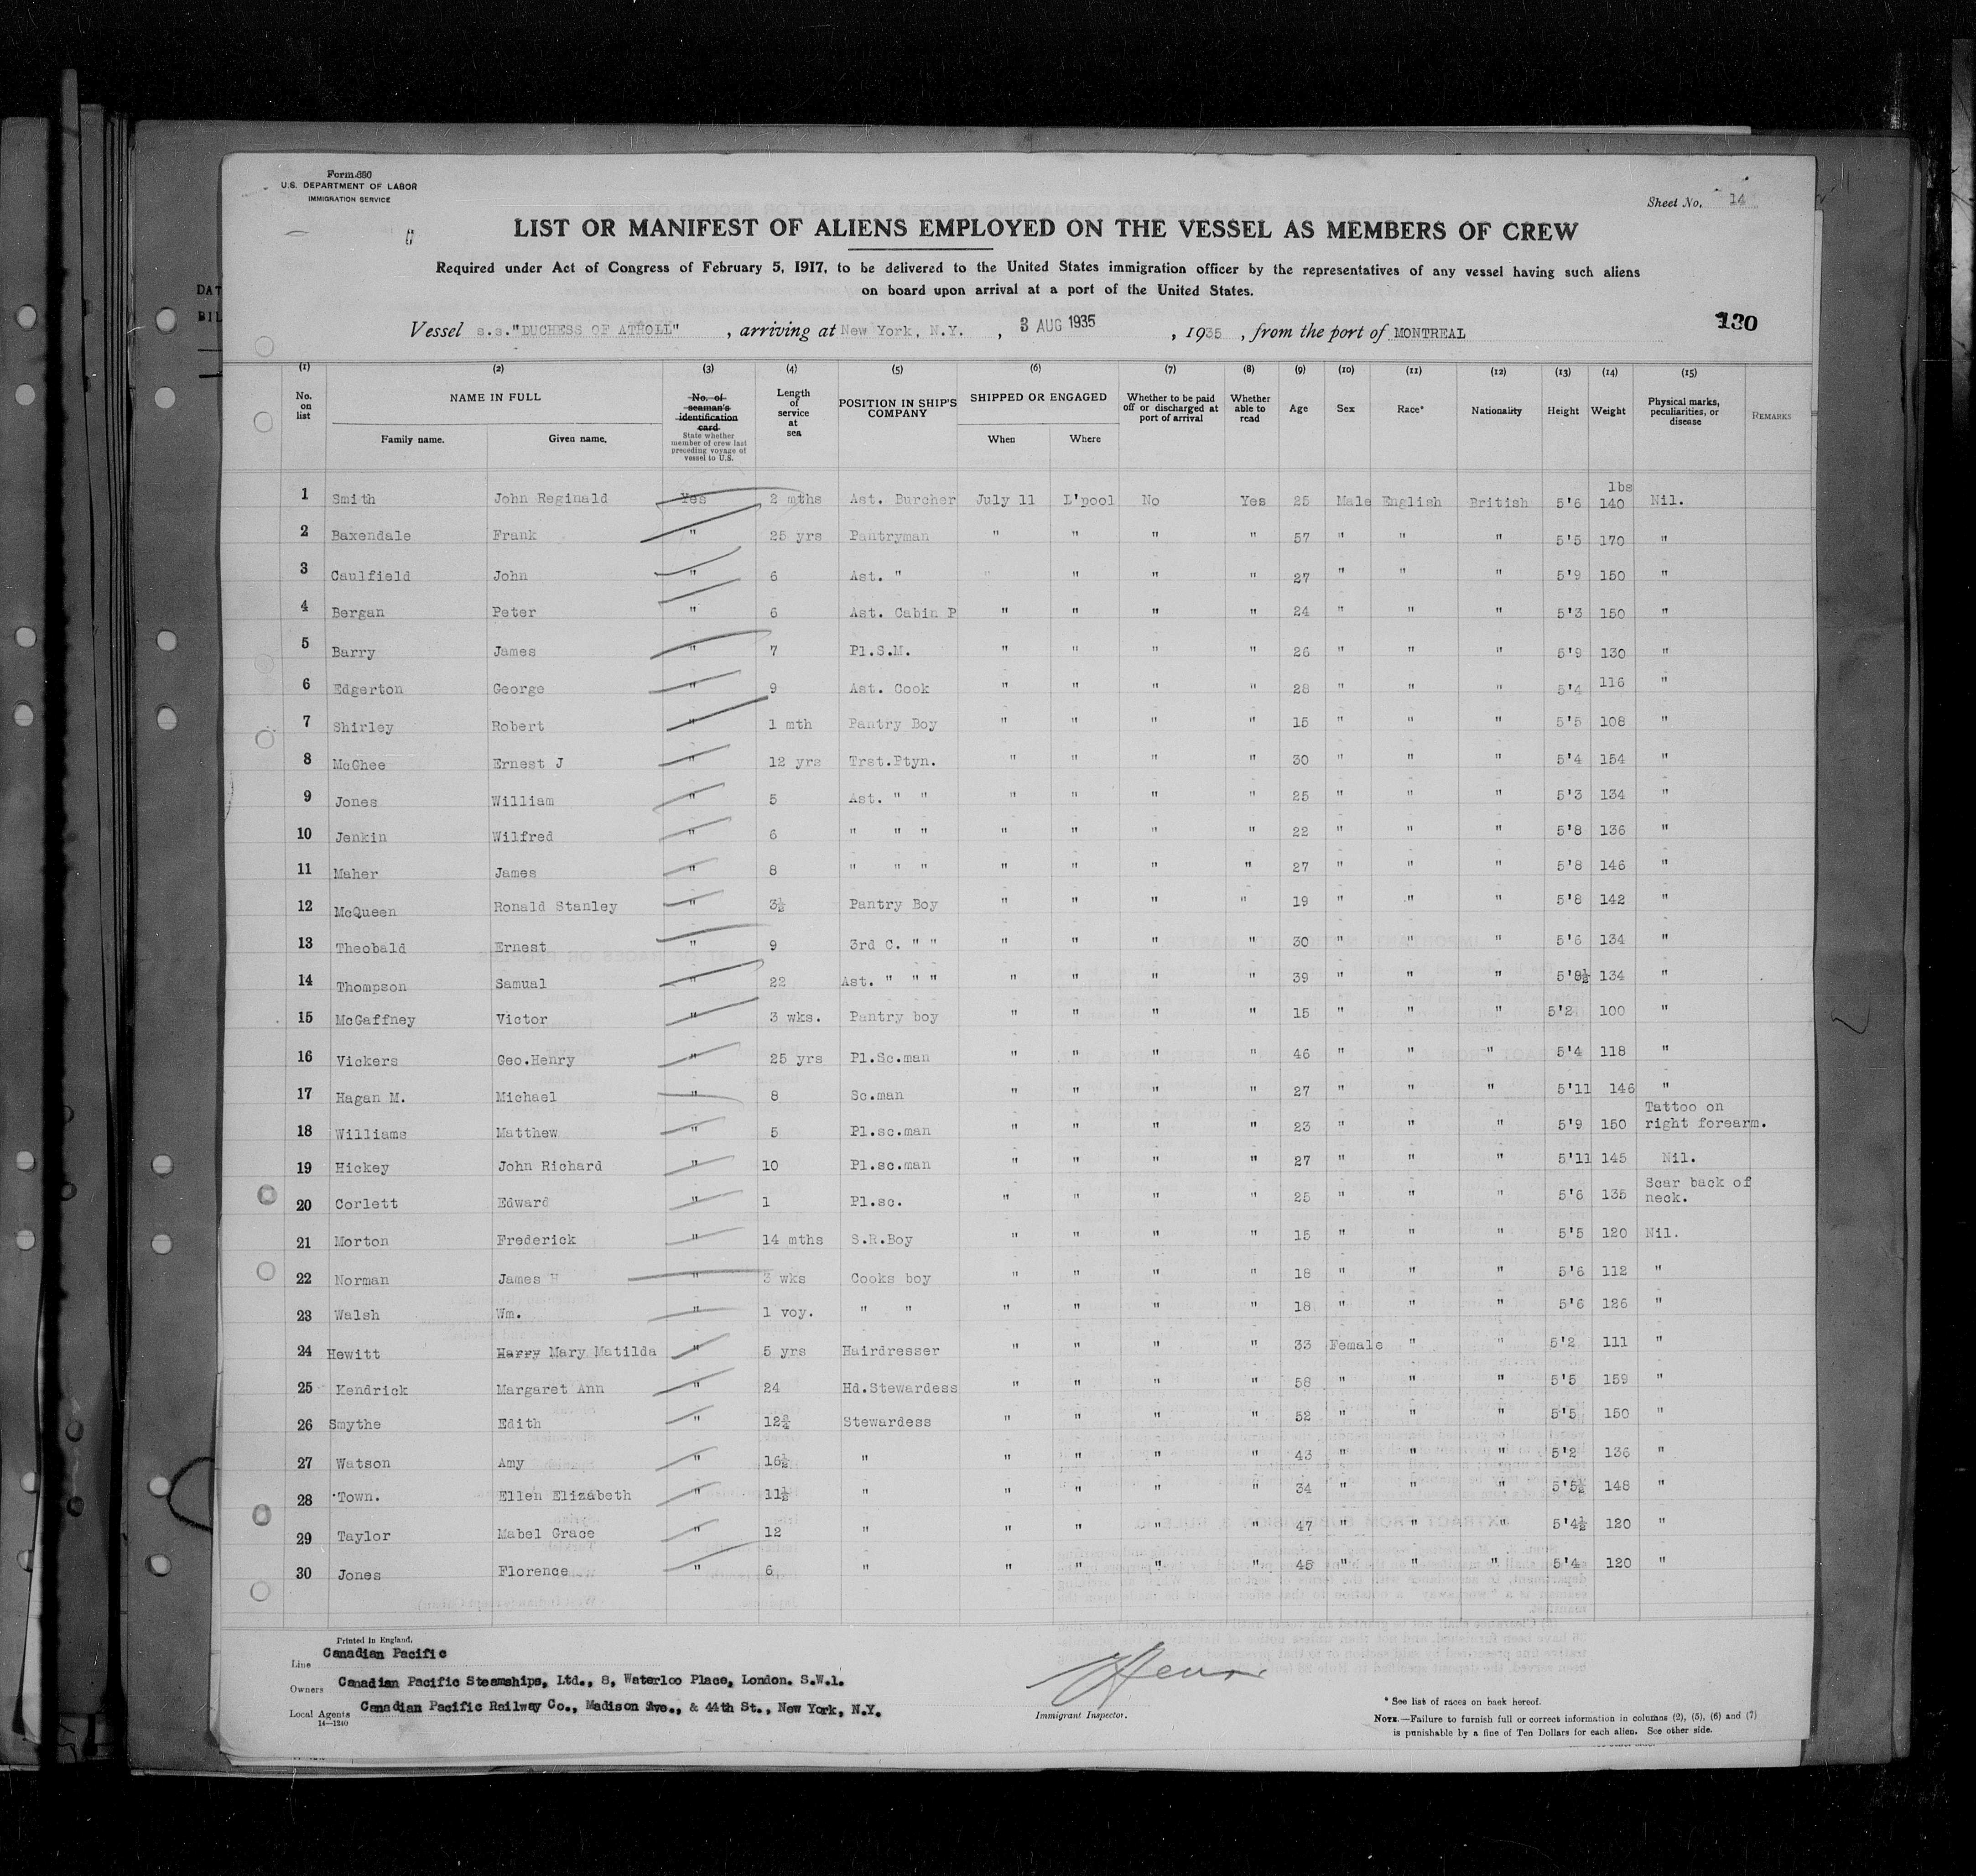 Form 680
U.S. DEPARTMENT OF LABOR
IMMIGRATION SERVICE
Sheet No. 14
LIST OR MANIFEST OF ALIENS EMPLOYED ON THE VESSEL AS MEMBERS OF CREW
Required under Act of Congress of February 5, 1917, to be delivered to the United States immigration officer by the representatives of any vessel having such aliens
on board upon arrival at a port of the United States.
Vessel s.s."DUCHESS OF ATHOLL" , arriving at New York, N.Y. , 3 AUG 1935 , 1935 , from the port of MONTREAL
130
(1) (2) (3) (4) (5) (6) (7) (8) (9) (10) (11) (12) (13) (14) (15)
No. on list NAME IN FULL Family name. Given name. No. of seaman's identification card State whether member of crew last preceding voyage of vessel to U.S. Length of service at sea POSITION IN SHIP'S COMPANY SHIPPED OR ENGAGED When Where Whether to be paid off or discharged at port of arrival Whether able to read Age Sex Race* Nationality Height Weight Physical marks, peculiarities, or disease REMARKS
1 Smith John Reginald Yes 2 mths Ast. Burcher July 11 L'pool No Yes 25 Male English British 5'6 140 lbs Nil.
2 Baxendale Frank " 25 yrs Pantryman " " " " 57 " " " 5'5 170 "
3 Caulfield John " 6 Ast. " " " " " 27 " " " 5'9 150 "
4 Bergan Peter " 6 Ast. Cabin P " " " " 24 " " " 5'3 150 "
5 Barry James " 7 Pl.S.M. " " " " 26 " " " 5'9 130 "
6 Edgerton George " 9 Ast. Cook " " " " 28 " " " 5'4 116 "
7 Shirley Robert " 1 mth Pantry Boy " " " " 15 " " " 5'5 108 "
8 McGhee Ernest J " 12 yrs Trst.Ptyn. " " " " 30 " " " 5'4 154 "
9 Jones William " 5 Ast. " " " " " " 25 " " " 5'3 134 "
10 Jenkin Wilfred " 6 " " " " " " " 22 " " " 5'8 136 "
11 Maher James " 8 " " " " " " " 27 " " " 5'8 146 "
12 McQueen Ronald Stanley " 3½ Pantry Boy " " " " 19 " " " 5'8 142 "
13 Theobald Ernest " 9 3rd C. " " " " " " 30 " " " 5'6 134 "
14 Thompson Samual " 22 Ast. " " " " " " " 39 " " " 5'8½ 134 "
15 McGaffney Victor " 3 wks. Pantry boy " " " " 15 " " " 5'2 100 "
16 Vickers Geo.Henry " 25 yrs Pl.Sc.man " " " " 46 " " " 5'4 118 "
17 Hagan M. Michael " 8 Sc.man " " " " 27 " " " 5'11 146 "
18 Williams Matthew " 5 Pl.sc.man " " " " 23 " " " 5'9 150 Tattoo on right forearm.
19 Hickey John Richard " 10 Pl.sc.man " " " " 27 " " " 5'11 145 Nil.
20 Corlett Edward " 1 Pl.sc. " " " " 25 " " " 5'6 135 Scar back of neck.
21 Morton Frederick " 14 mths S.R.Boy " " " " 15 " " " 5'5 120 Nil.
22 Norman James H " 3 wks Cooks boy " " " " 18 " " " 5'6 112 "
23 Walsh Wm. " 1 voy. " " " " " " 18 " " " 5'6 126 "
24 Hewitt Harry Mary Matilda " 5 yrs Hairdresser " " " " 33 Female " " 5'2 111 "
25 Kendrick Margaret Ann " 24 Hd.Stewardess " " " " 58 " " " 5'5 159 "
26 Smythe Edith " 12¾ Stewardess " " " " 52 " " " 5'5 150 "
27 Watson Amy " 15½ " " " " " 43 " " " 5'2 136 "
28 Town. Ellen Elizabeth " 11½ " " " " " 34 " " " 5'5½ 148 "
29 Taylor Mabel Grace " 12 " " " " " 47 " " " 5'4½ 120 "
30 Jones Florence " 6 " " " " " 45 " " " 5'4 120 "
Printed in England.
Line Canadian Pacific
Owners Canadian Pacific Steamships, Ltd., 8, Waterloo Place, London. S.W.1.
Local Agents Canadian Pacific Railway Co., Madison Ave., & 44th St., New York, N.Y.
14—1240
Immigrant Inspector.
* See list of races on back hereof.
NOTE.—Failure to furnish full or correct information in columns (2), (5), (6) and (7)
is punishable by a fine of Ten Dollars for each alien. See other side.